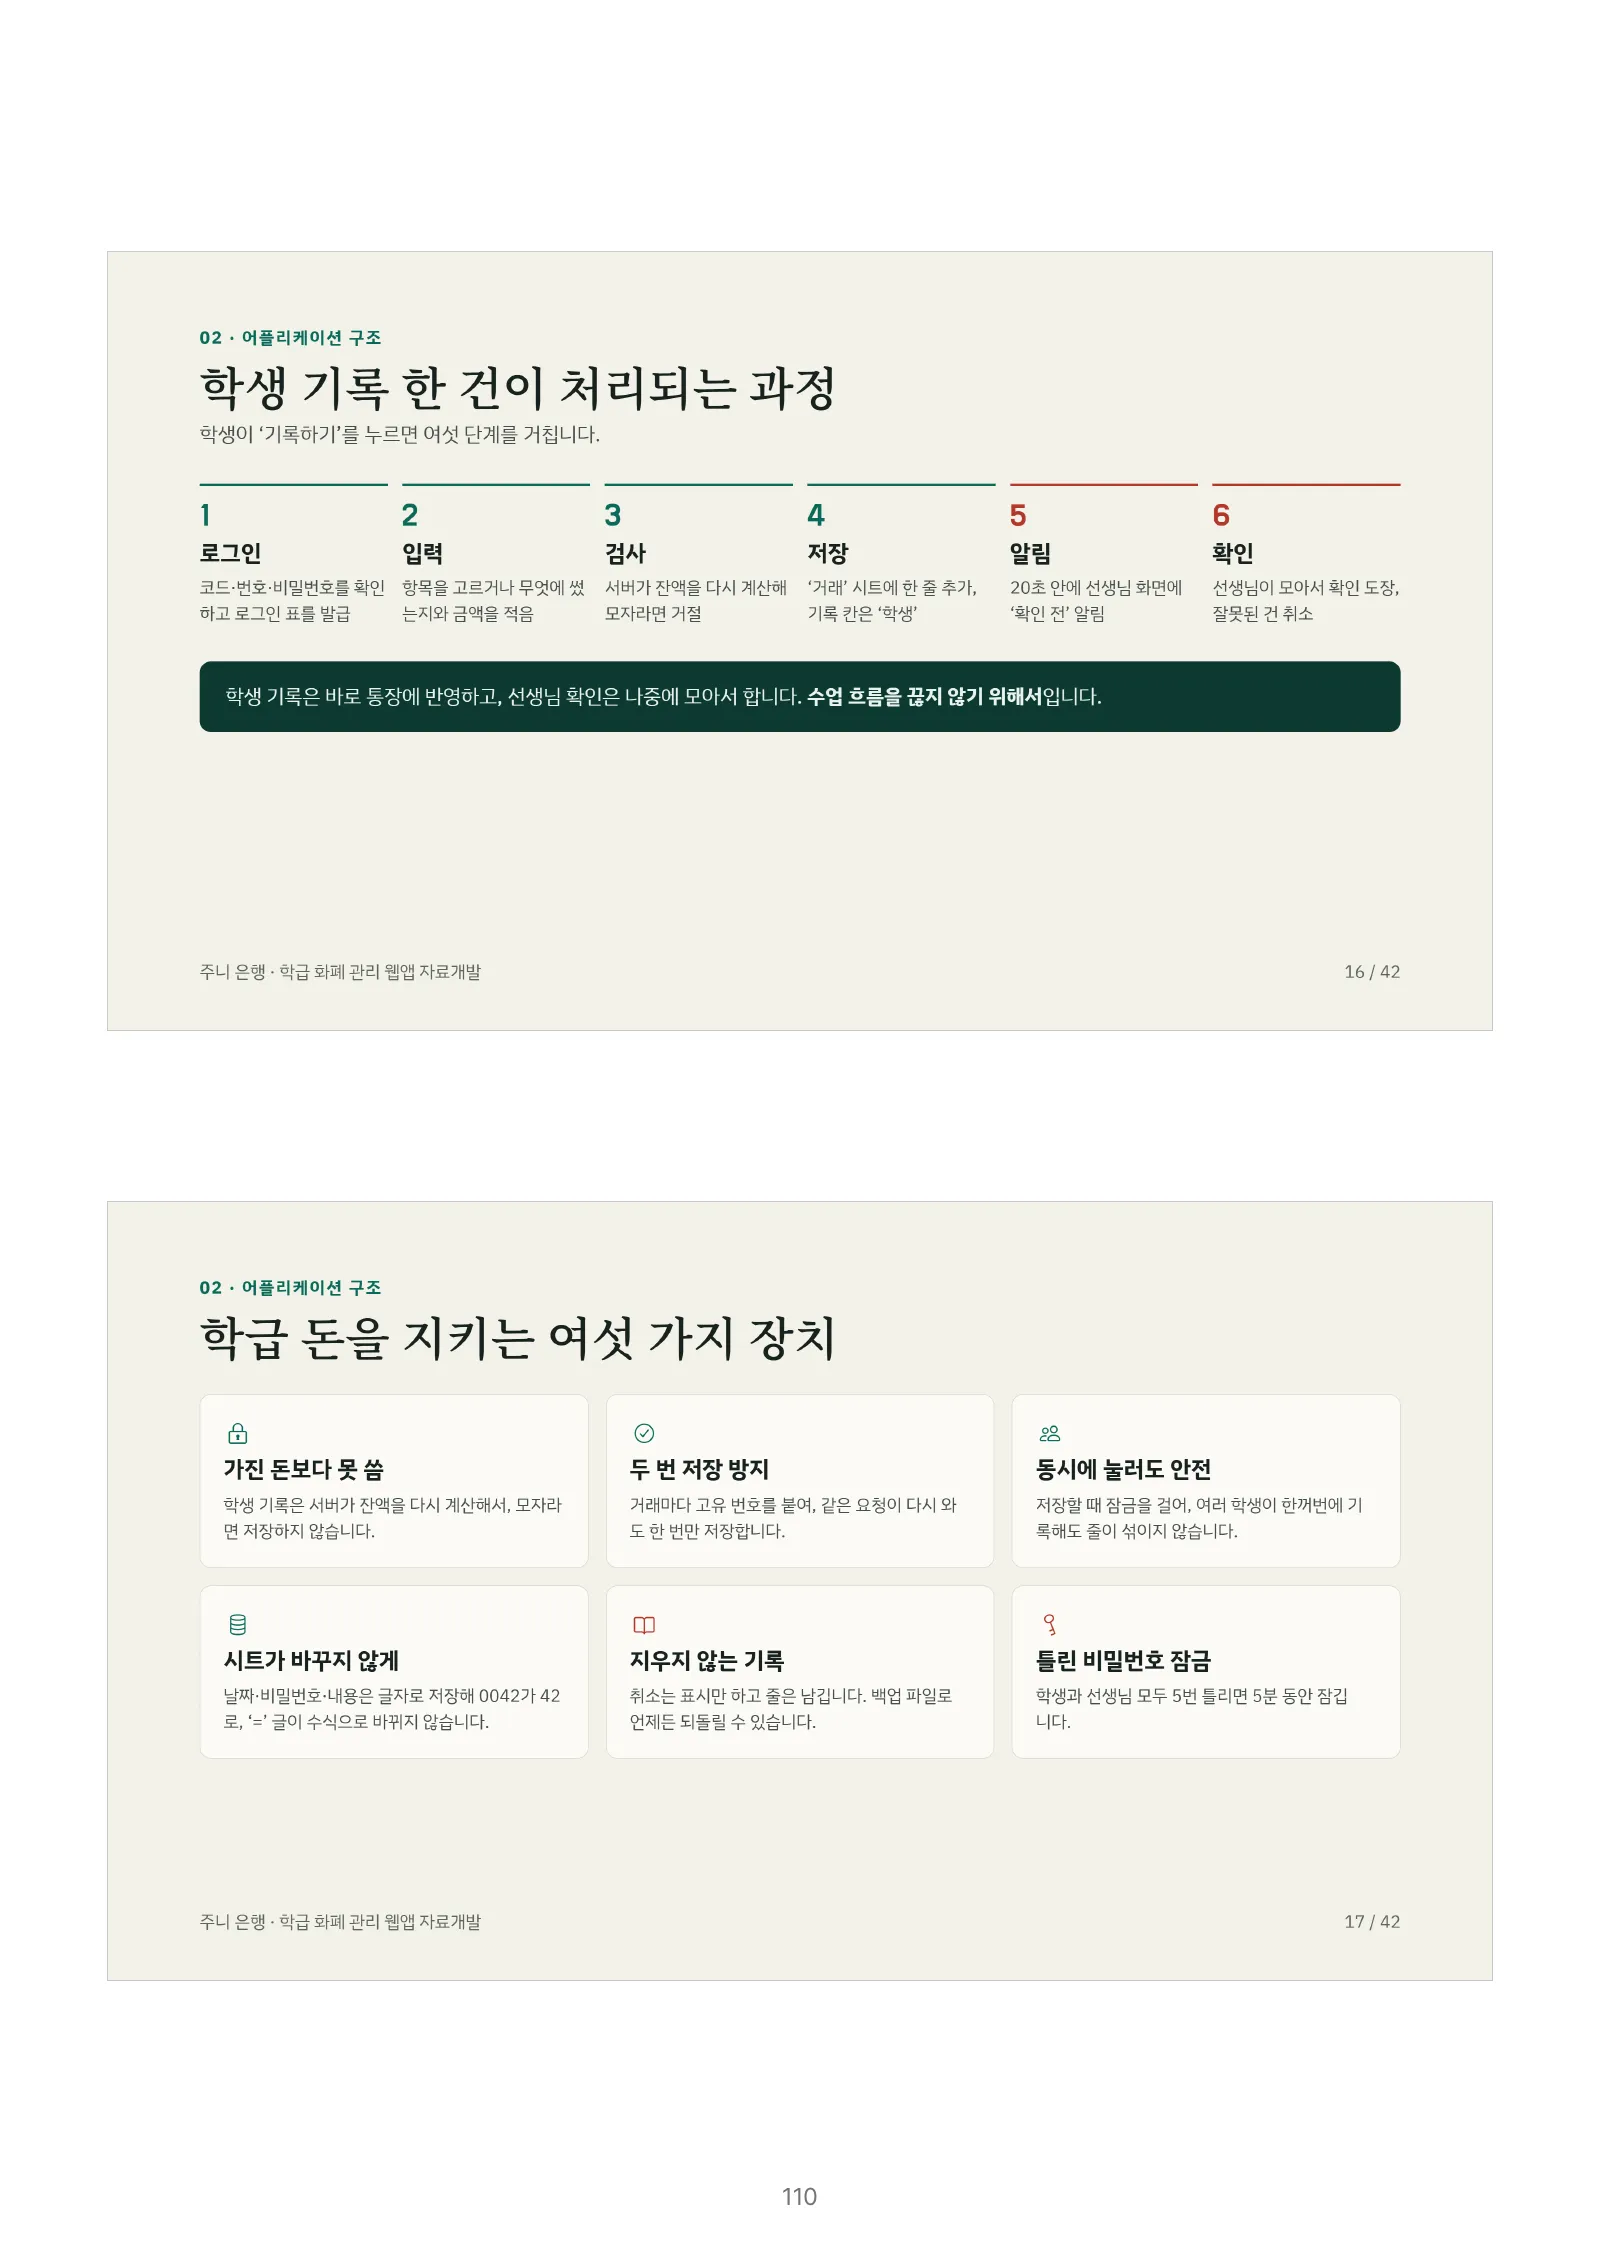 02 · 어플리케이션 구조
학생 기록 한 건이 처리되는 과정
학생이 ‘기록하기’를 누르면 여섯 단계를 거칩니다.
1
로그인
코드·번호·비밀번호를 확인
하고 로그인 표를 발급
2
입력
항목을 고르거나 무엇에 썼
는지와 금액을 적음
3
검사
서버가 잔액을 다시 계산해
모자라면 거절
4
저장
‘거래’ 시트에 한 줄 추가,
기록 칸은 ‘학생’
5
알림
20초 안에 선생님 화면에
‘확인 전’ 알림
6
확인
선생님이 모아서 확인 도장,
잘못된 건 취소
학생 기록은 바로 통장에 반영하고, 선생님 확인은 나중에 모아서 합니다. 수업 흐름을 끊지 않기 위해서입니다.
주니 은행 · 학급 화폐 관리 웹앱 자료개발
16 / 42
02 · 어플리케이션 구조
학급 돈을 지키는 여섯 가지 장치
가진 돈보다 못 씀
학생 기록은 서버가 잔액을 다시 계산해서, 모자라
면 저장하지 않습니다.
두 번 저장 방지
거래마다 고유 번호를 붙여, 같은 요청이 다시 와
도 한 번만 저장합니다.
동시에 눌러도 안전
저장할 때 잠금을 걸어, 여러 학생이 한꺼번에 기
록해도 줄이 섞이지 않습니다.
시트가 바꾸지 않게
날짜·비밀번호·내용은 글자로 저장해 0042가 42
로, ‘=’ 글이 수식으로 바뀌지 않습니다.
지우지 않는 기록
취소는 표시만 하고 줄은 남깁니다. 백업 파일로
언제든 되돌릴 수 있습니다.
틀린 비밀번호 잠금
학생과 선생님 모두 5번 틀리면 5분 동안 잠깁
니다.
주니 은행 · 학급 화폐 관리 웹앱 자료개발
17 / 42
110